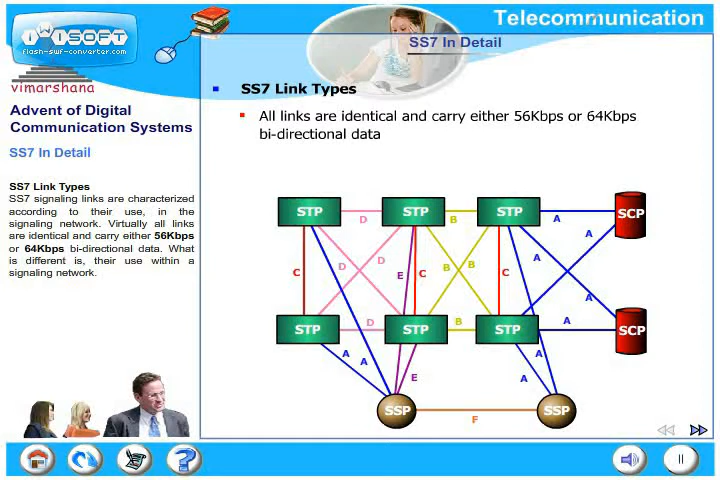 Telecommunication
SS7 In Detail
iWiSOFT
flash-swf-converter.com
vimarshana
Advent of Digital
Communication Systems
SS7 In Detail
SS7 Link Types
SS7 signaling links are characterized
according to their use, in the
signaling network. Virtually all links
are identical and carry either 56Kbps
or 64Kbps bi-directional data. What
is different is, their use within a
signaling network.
SS7 Link Types
All links are identical and carry either 56Kbps or 64Kbps
bi-directional data
STP D STP B STP A SCP
A
D D B B A
C E C C
A
STP D STP B STP A SCP
A A A
E A
SSP F SSP